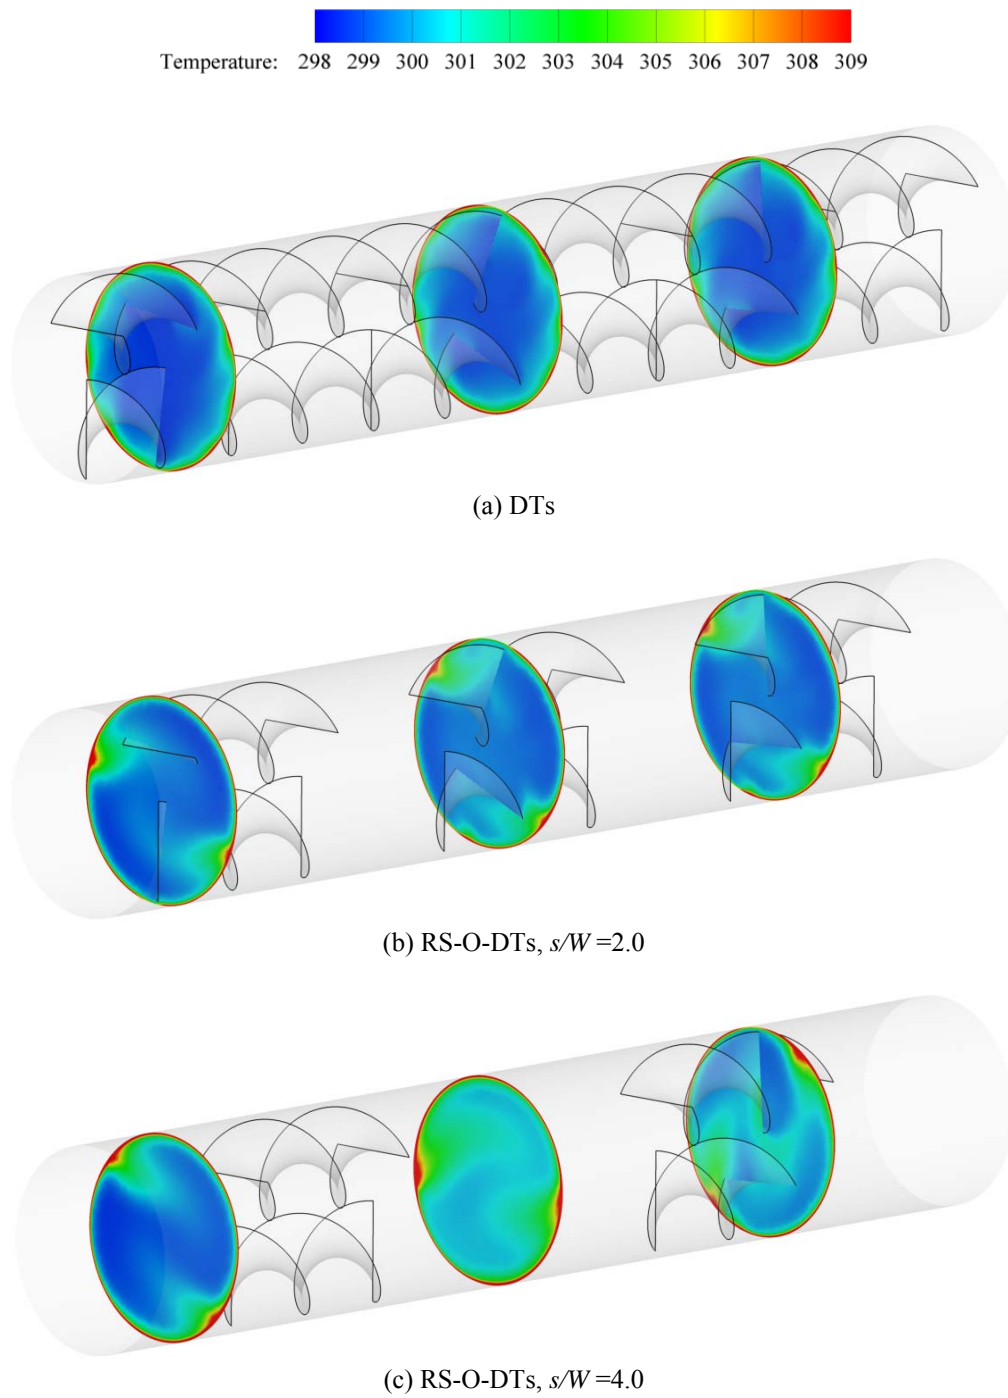 Temperature: 298 299 300 301 302 303 304 305 306 307 308 309
(a) DTs
(b) RS-O-DTs, s/W =2.0
(c) RS-O-DTs, s/W=4.0